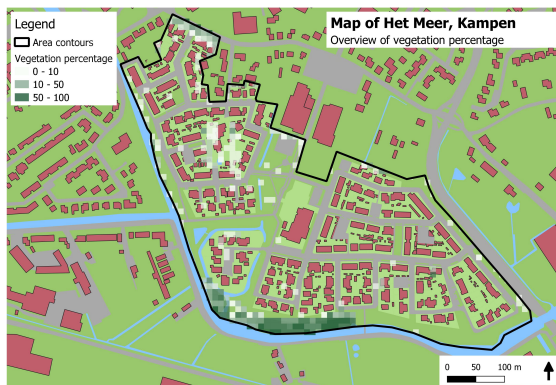 Legend
Area contours
Vegetation percentage
0 - 10
10 - 50
50 - 100
Map of Het Meer, Kampen
Overview of vegetation percentage
0 50 100 m